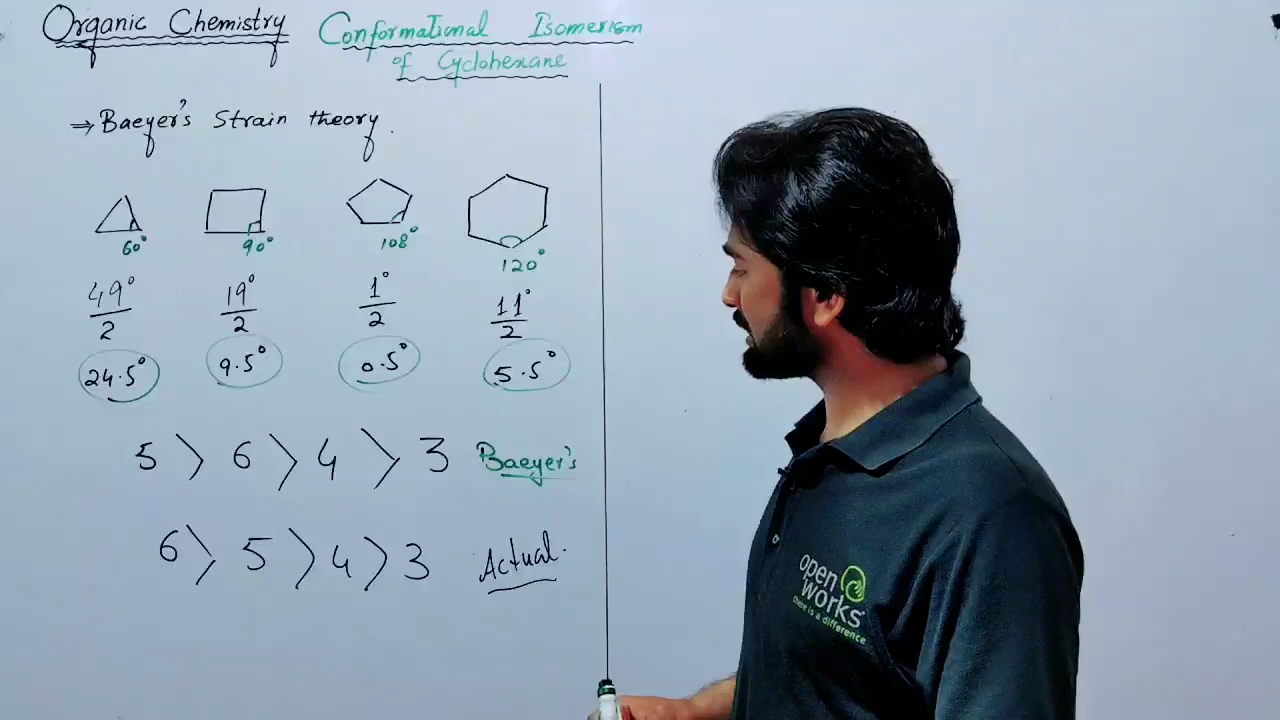 Organic Chemistry Conformational Isomerism
of Cyclohexane
⇒ Baeyer's Strain theory.
60° 90° 108° 120°
49°/2 19°/2 1°/2 11°/2
24.5° 9.5° 0.5° 5.5°
5 > 6 > 4 > 3 Baeyer's
6 > 5 > 4 > 3 Actual.
open
works
there is a difference